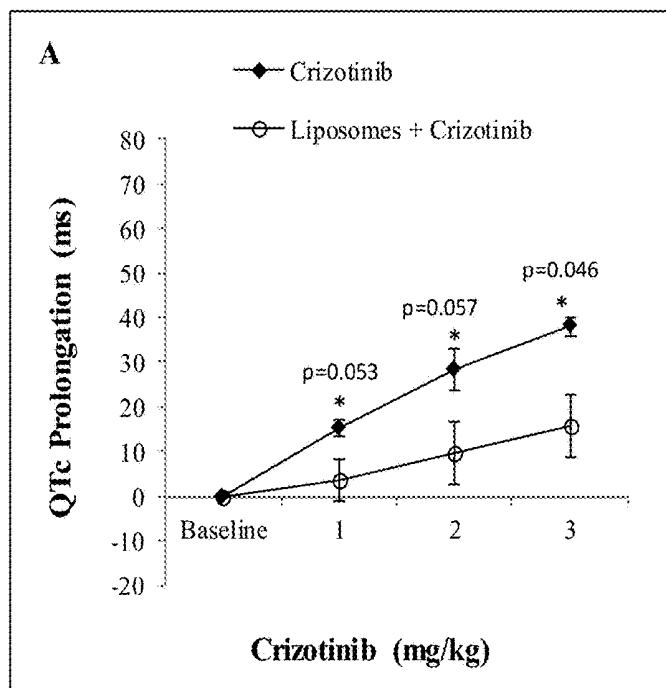 A
Crizotinib
Liposomes + Crizotinib
QTc Prolongation (ms)
80
70
60
50
40
30
20
10
0
-10
-20
p=0.053
*
p=0.057
*
p=0.046
*
Baseline 1 2 3
Crizotinib (mg/kg)